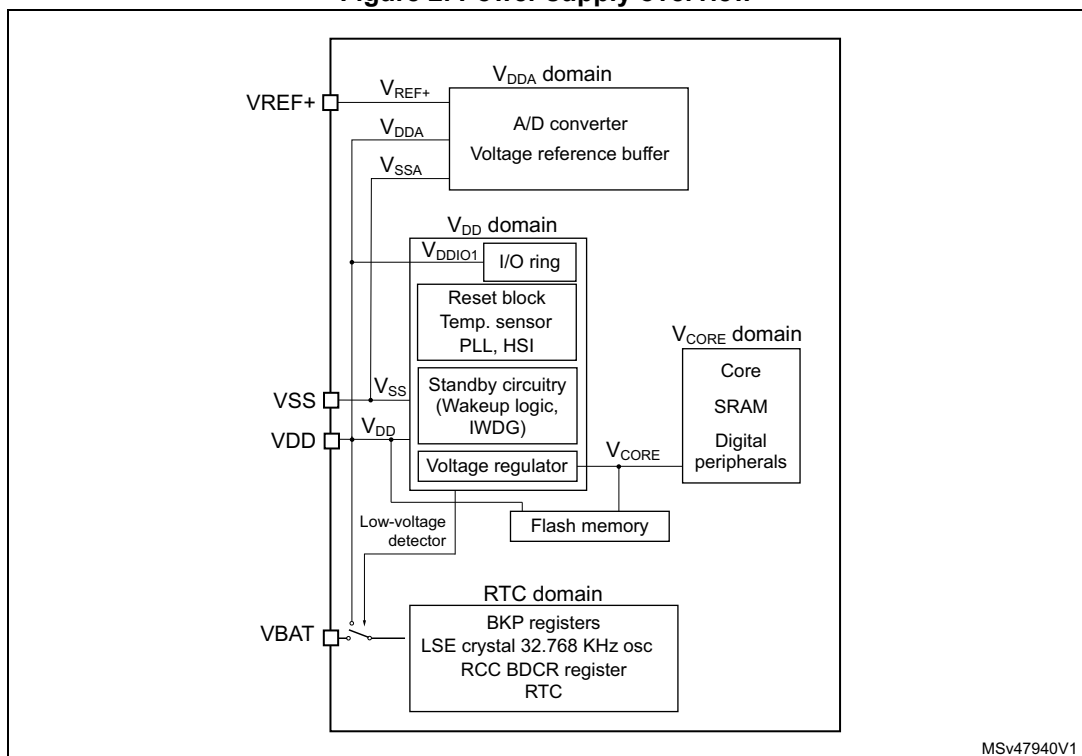 Figure 2. Power supply overview
VDDA domain
VREF+
VREF+
A/D converter
VDDA
Voltage reference buffer
VSSA
VDD domain
VDDIO1
I/O ring
Reset block
Temp. sensor
PLL, HSI
VCORE domain
Core
SRAM
Digital
peripherals
VSS
VSS
Standby circuitry
(Wakeup logic,
IWDG)
VDD
VDD
Voltage regulator
VCORE
Low-voltage
detector
Flash memory
RTC domain
VBAT
BKP registers
LSE crystal 32.768 KHz osc
RCC BDCR register
RTC
MSv47940V1